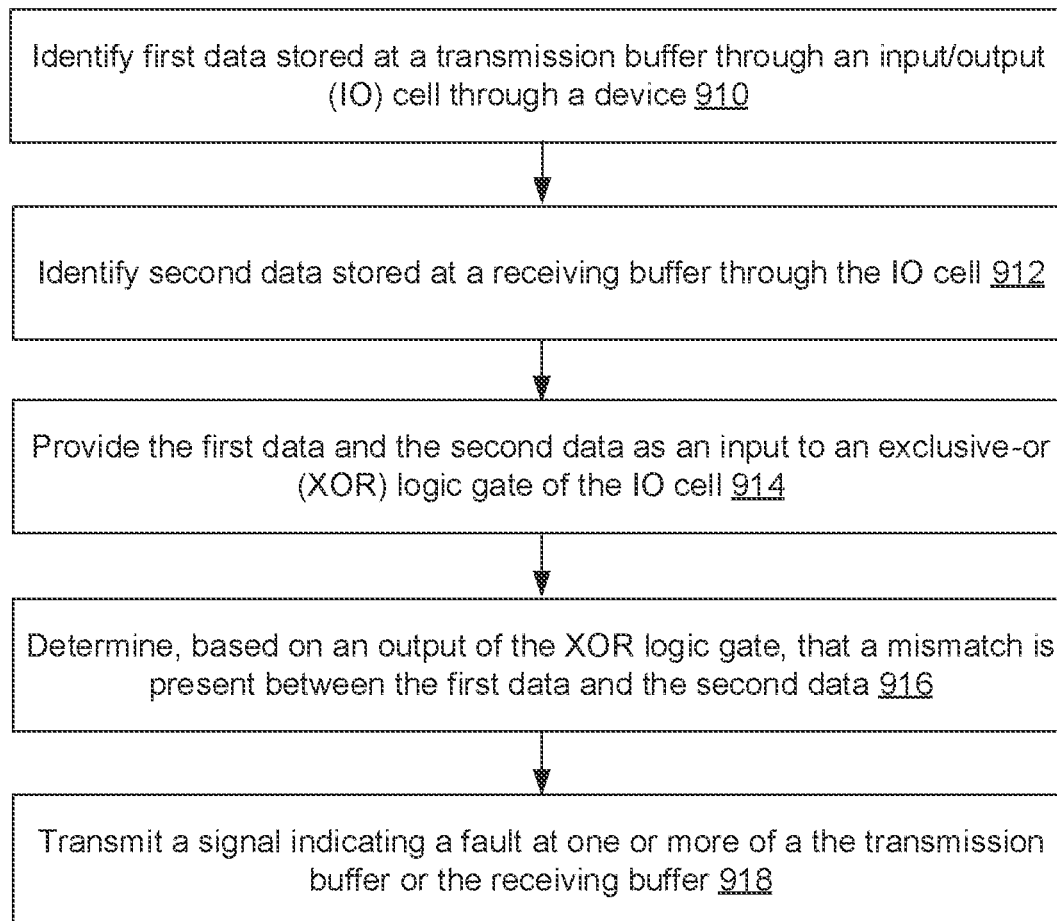 Identify first data stored at a transmission buffer through an input/output
(IO) cell through a device 910
Identify second data stored at a receiving buffer through the IO cell 912
Provide the first data and the second data as an input to an exclusive-or
(XOR) logic gate of the IO cell 914
Determine, based on an output of the XOR logic gate, that a mismatch is
present between the first data and the second data 916
Transmit a signal indicating a fault at one or more of a the transmission
buffer or the receiving buffer 918